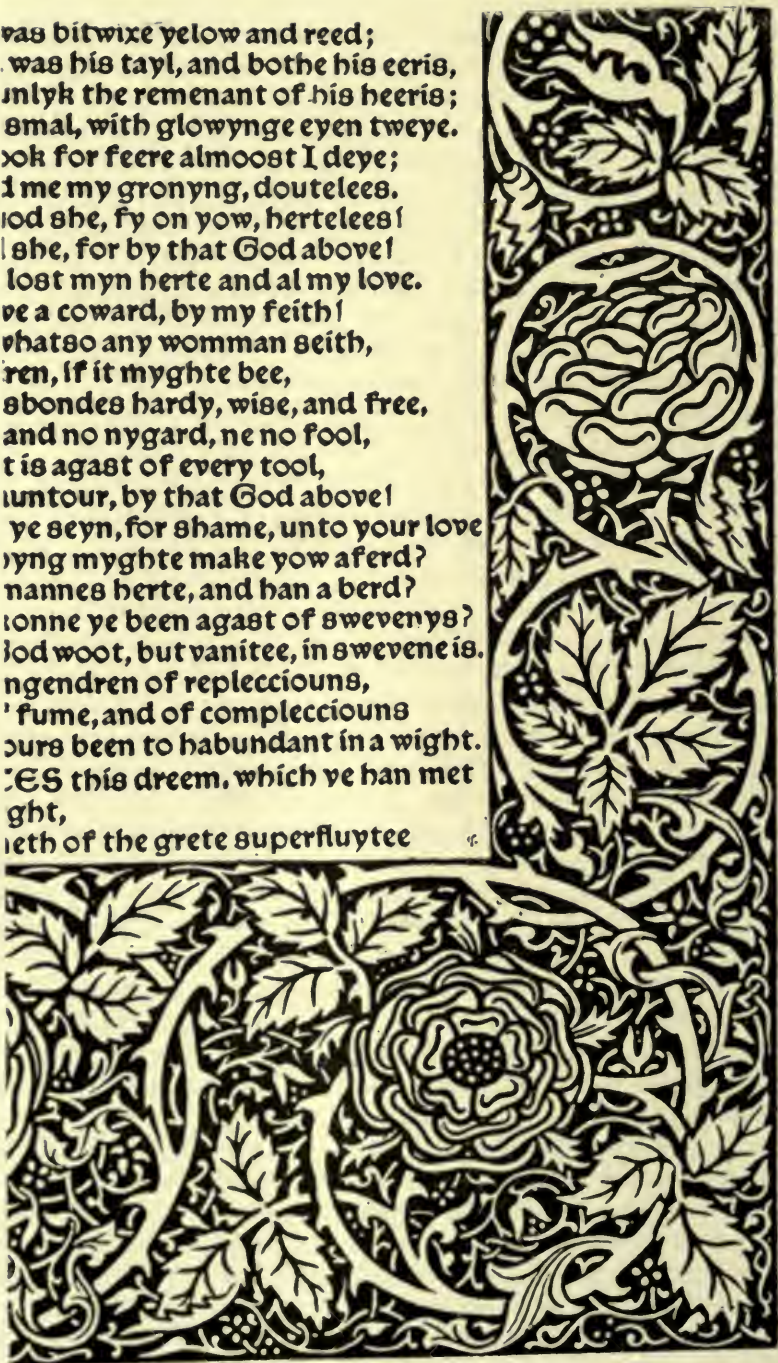 was bitwixe yelow and reed;
was his tayl, and bothe his eeris,
nlyk the remenant of his heeris;
smal, with glowynge eyen tweye.
ook for feere almoost I deye;
d me my gronyng, doutelees.
od she, fy on yow, hertelees!
she, for by that God above!
lost myn herte and al my love.
ve a coward, by my feith!
whatso any womman seith,
ren, if it myghte bee,
sbondes hardy, wise, and free,
and no nygard, ne no fool,
t is agast of every tool,
untour, by that God above!
ye seyn, for shame, unto your love
yng myghte make yow aferd?
mannes herte, and han a berd?
onne ye been agast of swevenys?
God woot, but vanitee, in swevene is.
ngendren of replecciouns,
fume, and of complecciouns
ours been to habundant in a wight.
CES this dreem, which ye han met
ght,
eth of the grete superfluytee